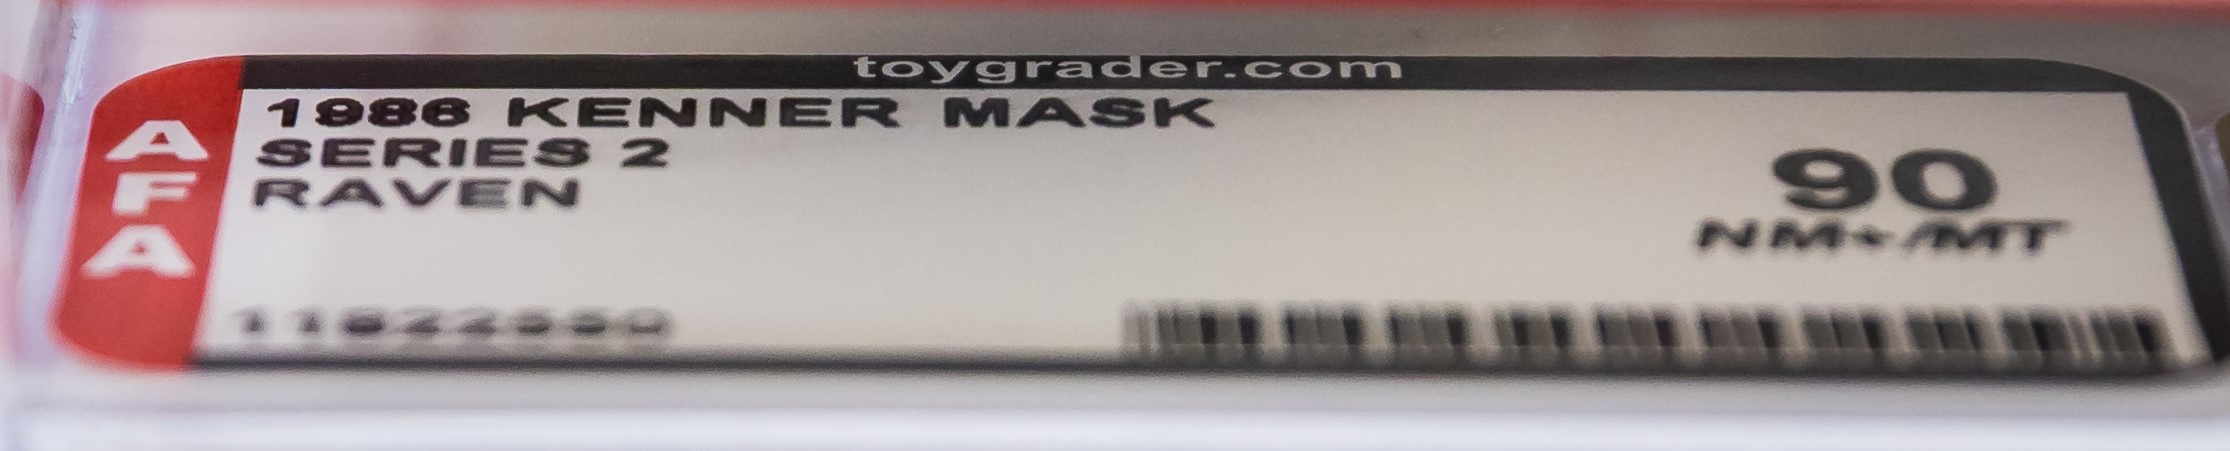 toygrader.com
AFA
1986 KENNER MASK
SERIES 2
RAVEN
90
NM+/MT